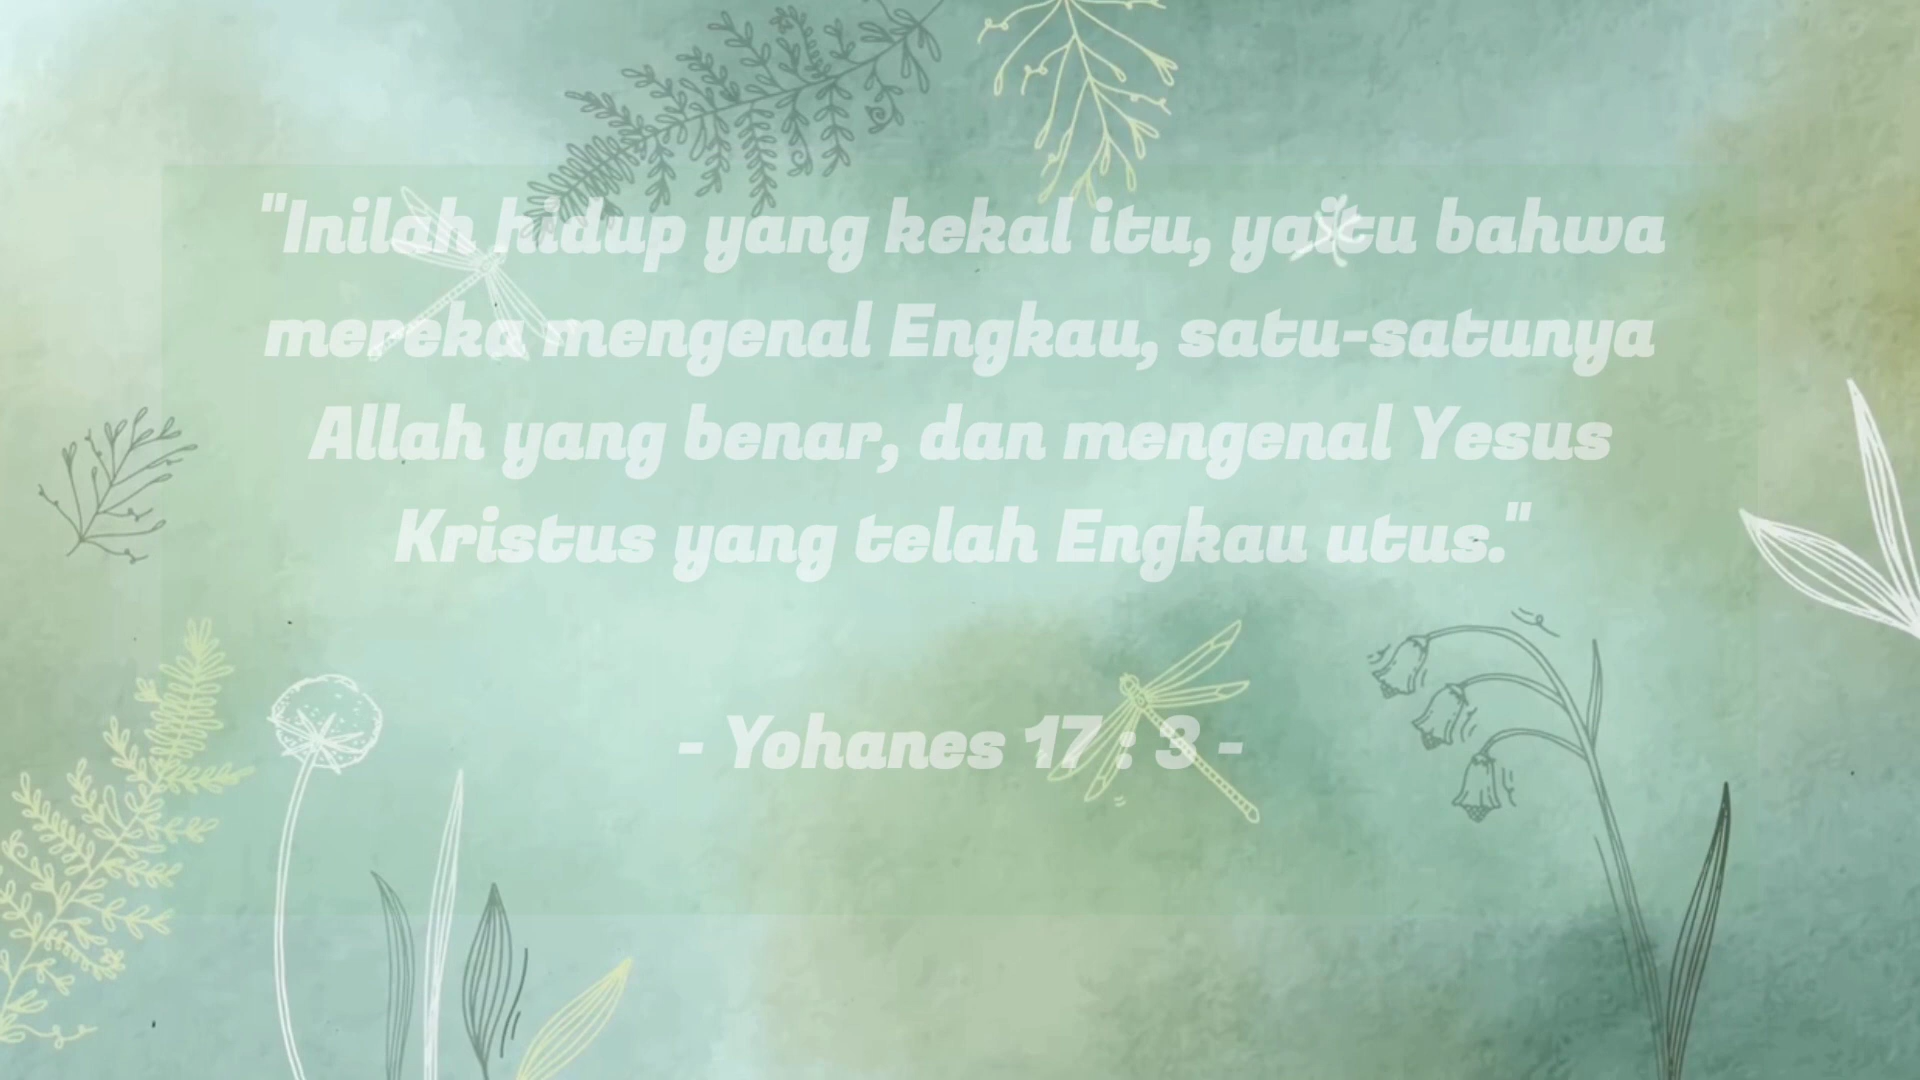 "Inilah hidup yang kekal itu, yaitu bahwa
mereka mengenal Engkau, satu-satunya
Allah yang benar, dan mengenal Yesus
Kristus yang telah Engkau utus."
- Yohanes 17 : 3 -